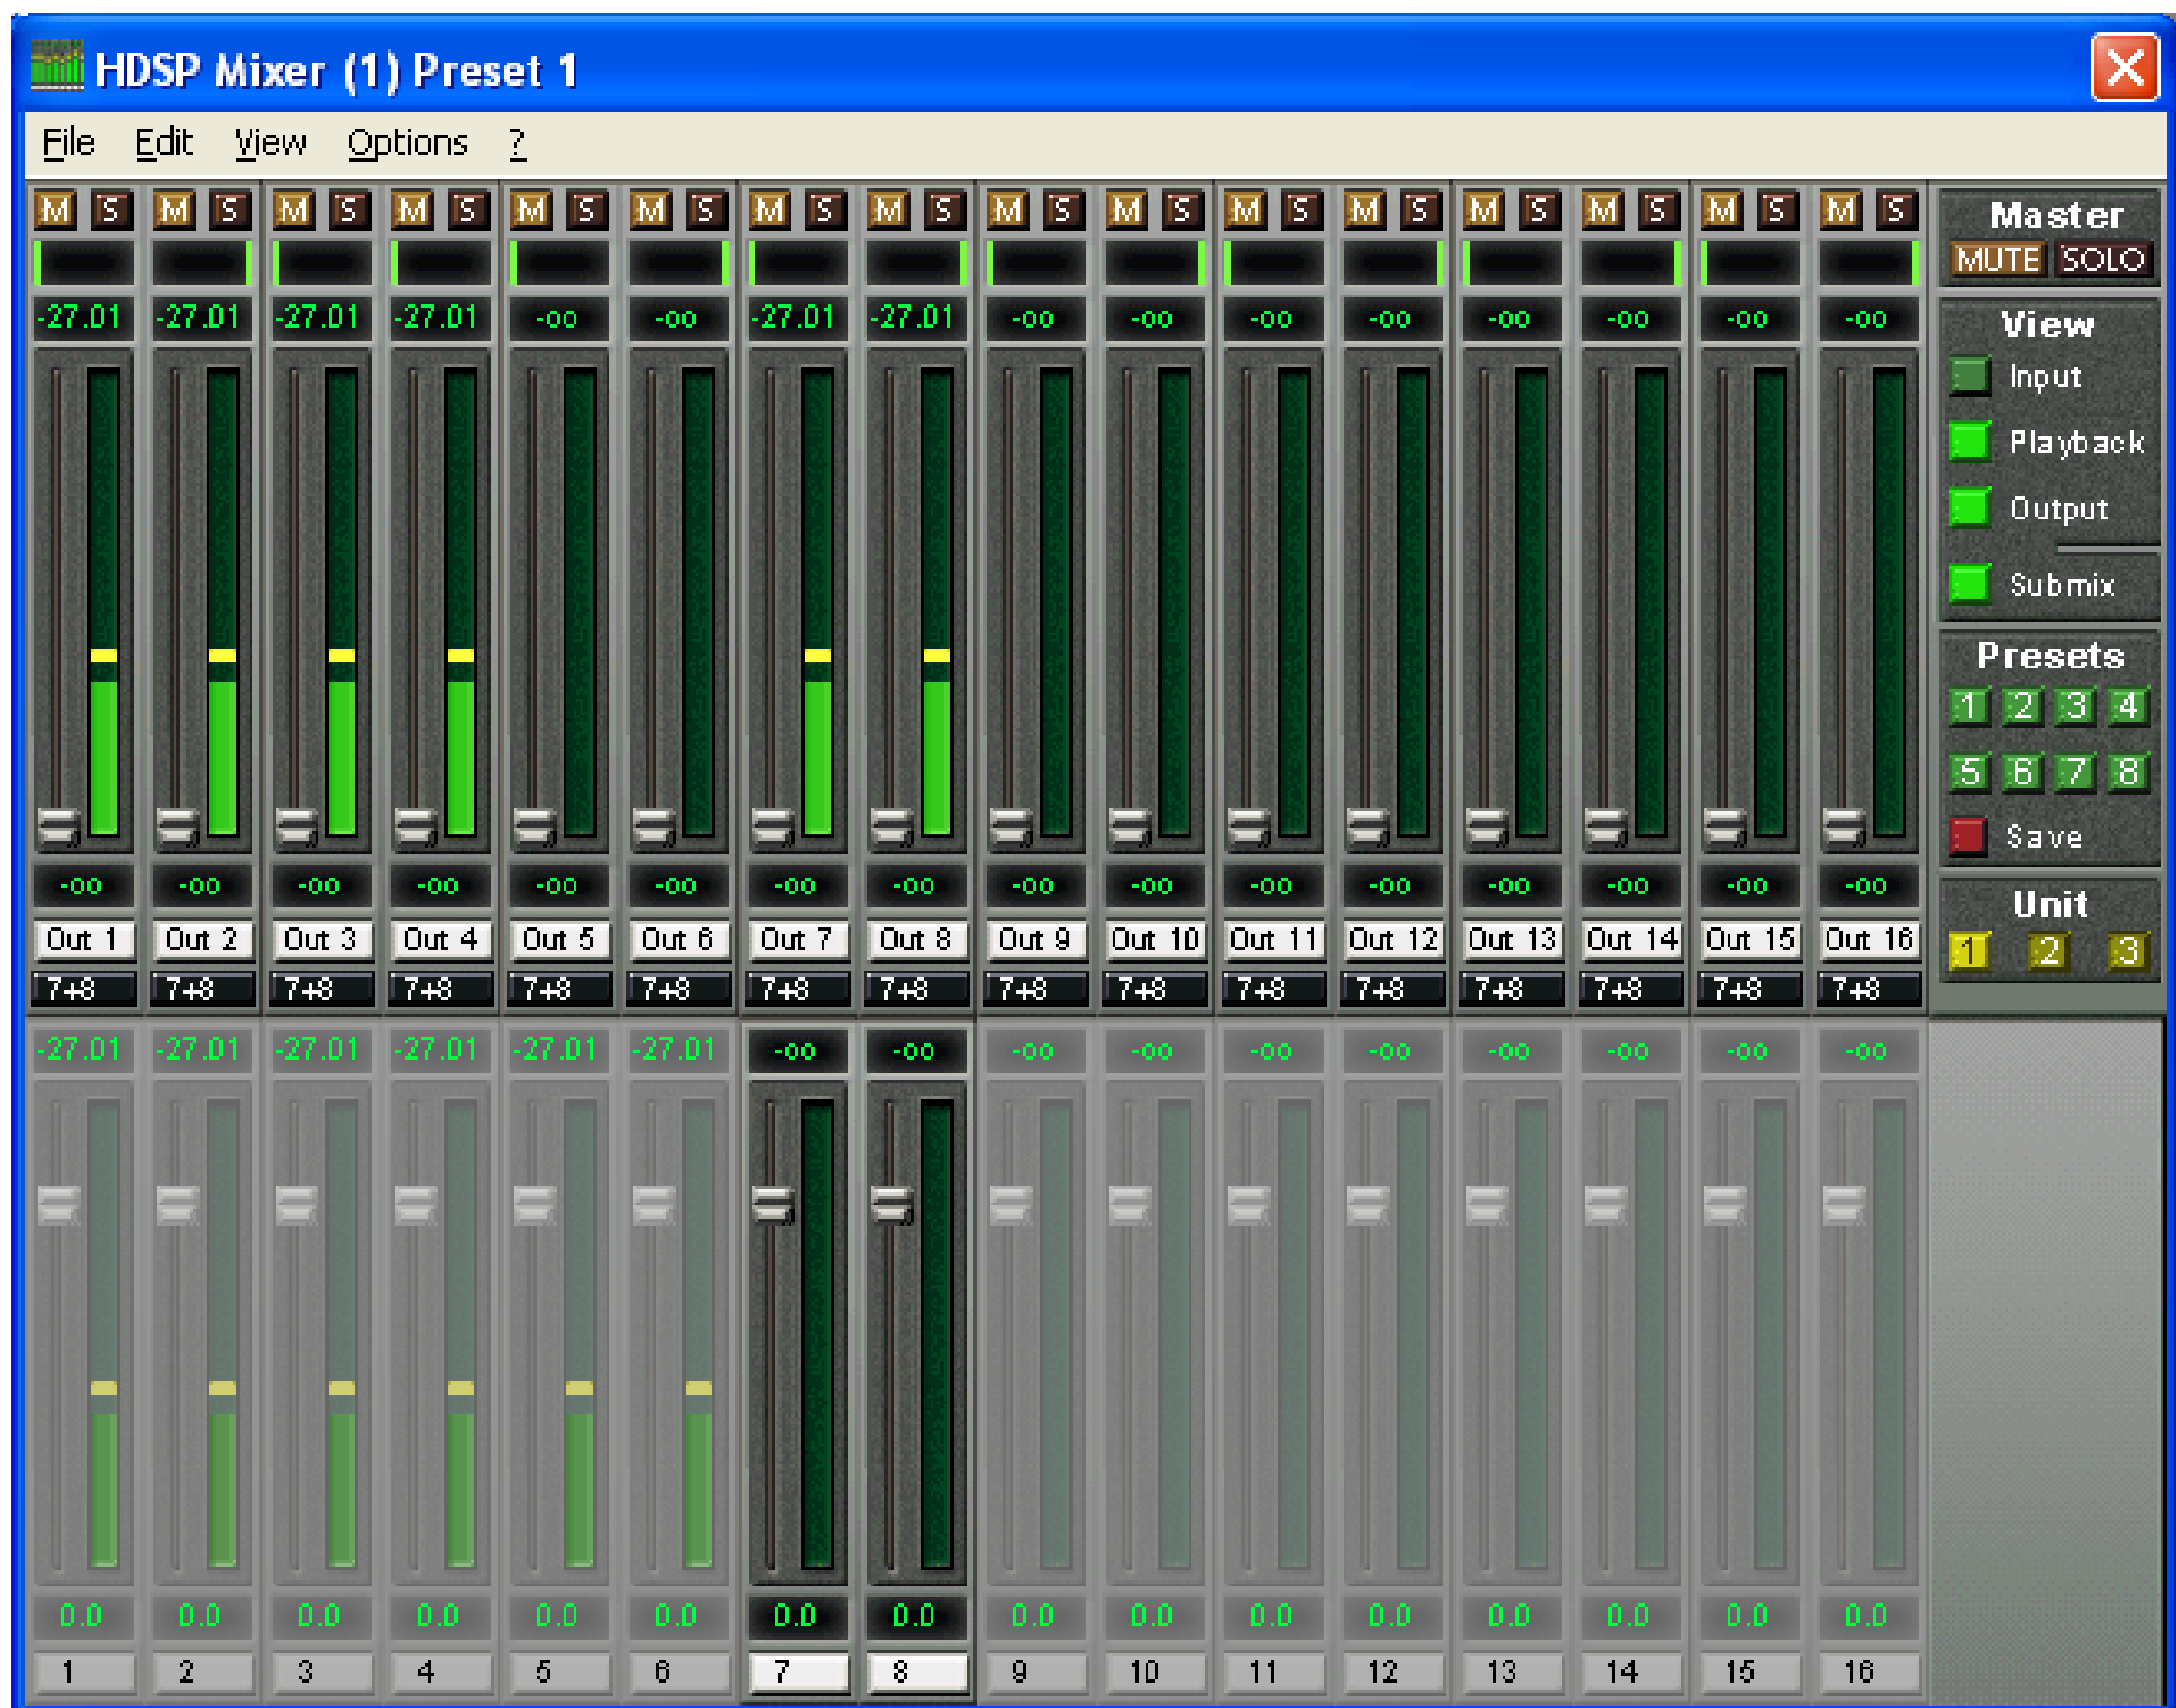 HDSP Mixer (1) Preset 1
File Edit View Options ?
M S M S M S M S M S M S M S M S M S M S M S M S M S M S M S M S
-27.01 -27.01 -27.01 -27.01 -oo -oo -27.01 -27.01 -oo -oo -oo -oo -oo -oo -oo -oo
-oo -oo -oo -oo -oo -oo -oo -oo -oo -oo -oo -oo -oo -oo -oo -oo
Out 1 Out 2 Out 3 Out 4 Out 5 Out 6 Out 7 Out 8 Out 9 Out 10 Out 11 Out 12 Out 13 Out 14 Out 15 Out 16
7+8 7+8 7+8 7+8 7+8 7+8 7+8 7+8 7+8 7+8 7+8 7+8 7+8 7+8 7+8 7+8
-27.01 -27.01 -27.01 -27.01 -27.01 -27.01 -oo -oo -oo -oo -oo -oo -oo -oo -oo -oo
0.0 0.0 0.0 0.0 0.0 0.0 0.0 0.0 0.0 0.0 0.0 0.0 0.0 0.0 0.0 0.0
1 2 3 4 5 6 7 8 9 10 11 12 13 14 15 16
Master
MUTE SOLO
View
Input
Playback
Output
Submix
Presets
1 2 3 4
5 6 7 8
Save
Unit
1 2 3